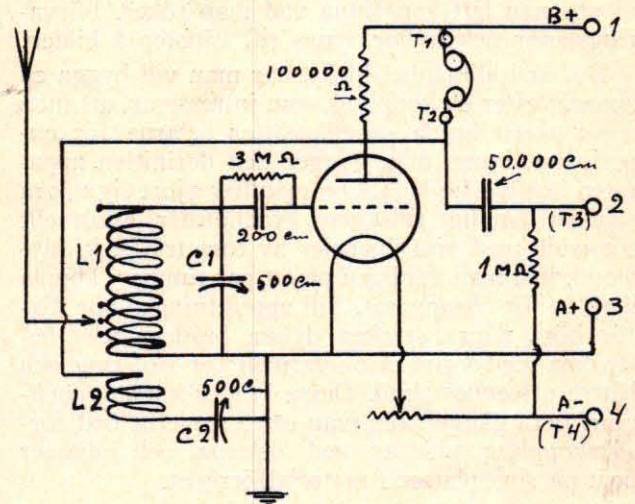 B+ 1
T1
100000
Ω
T2
50,000 Cm
3 MΩ
200 cm
2
(T3)
L1
C1
500 cm
1 MΩ
A+ 3
L2
500 c
C2
A- 4
(T4)